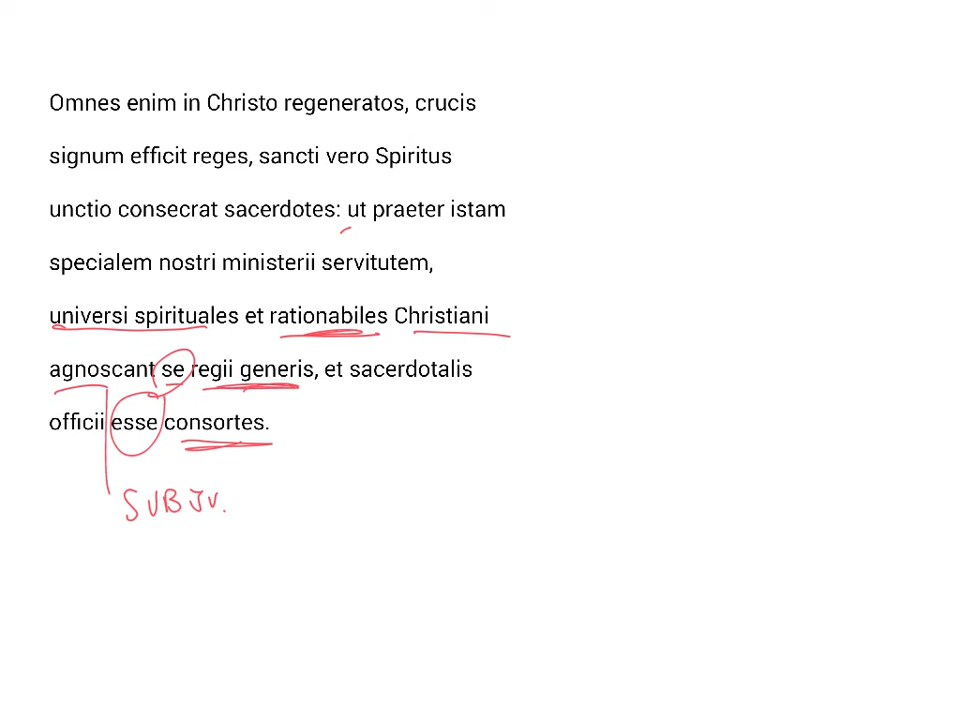 Omnes enim in Christo regeneratos, crucis
signum efficit reges, sancti vero Spiritus
unctio consecrat sacerdotes: ut praeter istam
specialem nostri ministerii servitutem,
universi spirituales et rationabiles Christiani
agnoscant se regii generis, et sacerdotalis
officii esse consortes.
SUBJV.